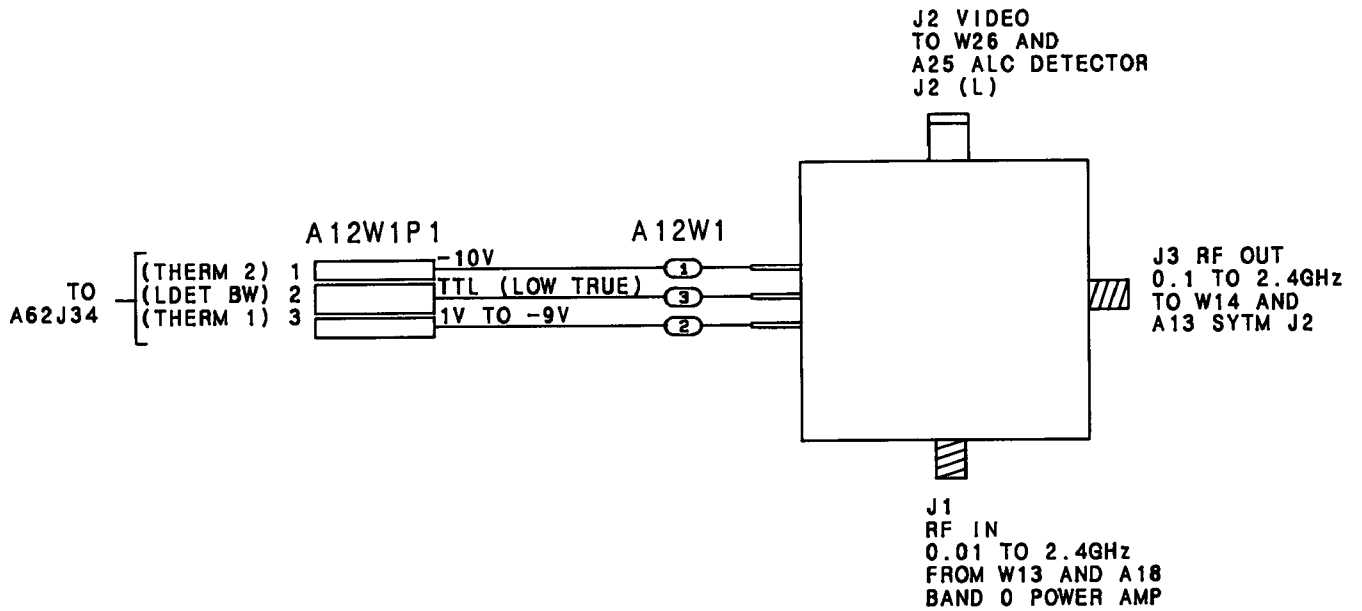 J2 VIDEO
TO W26 AND
A25 ALC DETECTOR
J2 (L)
A12W1P1
A12W1
TO
A62J34
(THERM 2) 1
-10V
1
(LDET BW) 2
TTL (LOW TRUE)
3
(THERM 1) 3
1V TO -9V
2
J3 RF OUT
0.1 TO 2.4GHz
TO W14 AND
A13 SYTM J2
J1
RF IN
0.01 TO 2.4GHz
FROM W13 AND A18
BAND 0 POWER AMP